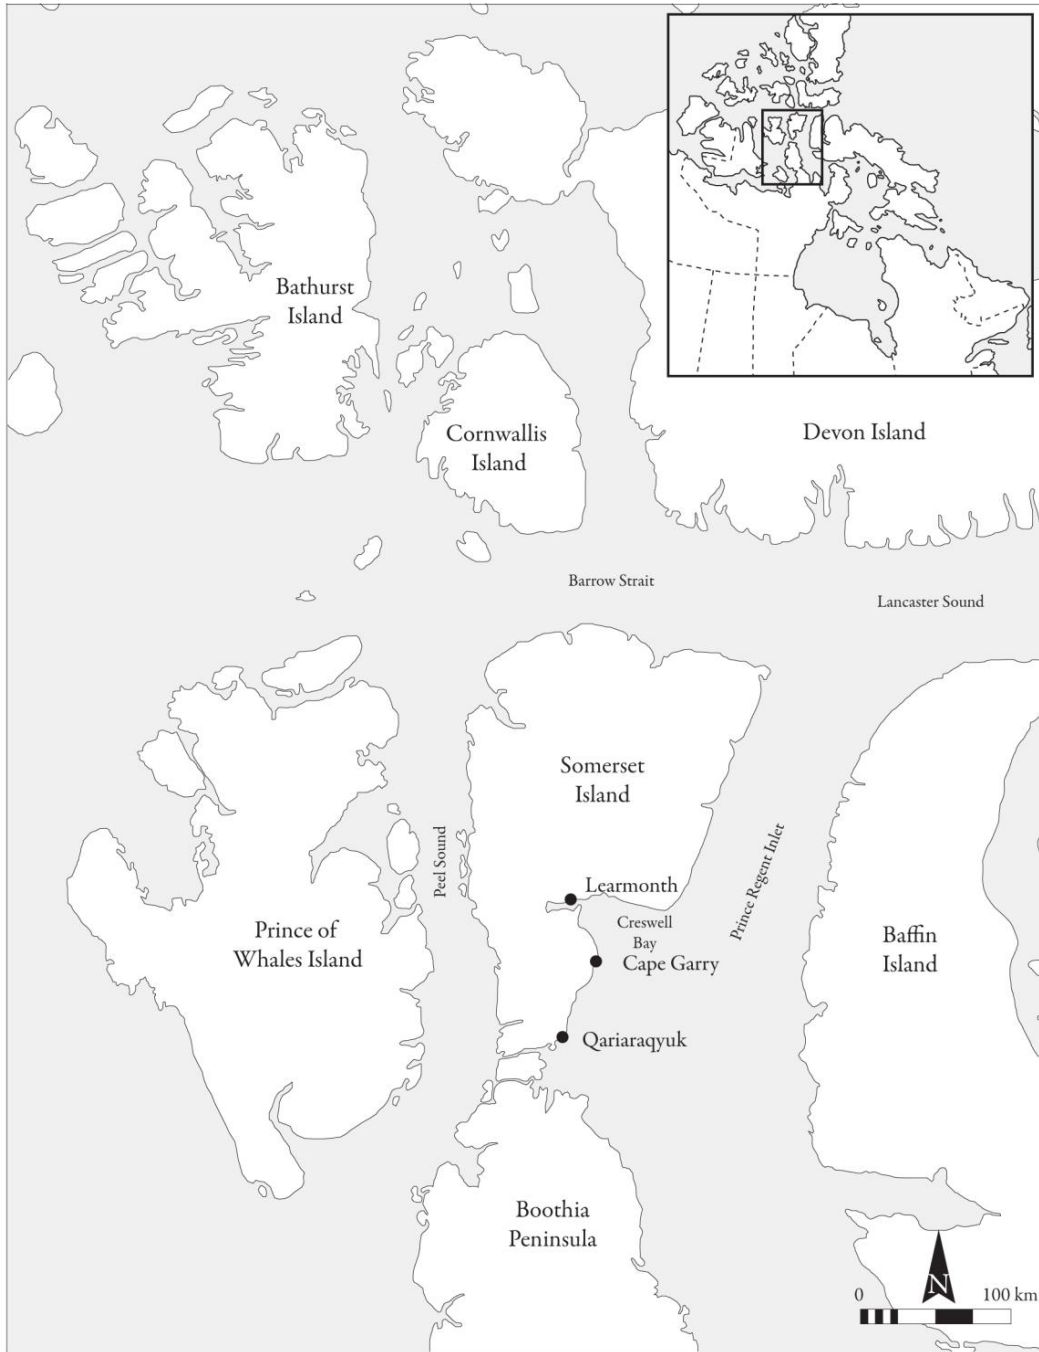 Bathurst
Island
Cornwallis
Island
Devon Island
Barrow Strait
Lancaster Sound
Somerset
Island
Peel Sound
Prince Regent Inlet
Learmonth
Creswell
Bay
Cape Garry
Prince of
Whales Island
Baffin
Island
Qariaraqyuk
Boothia
Peninsula
N
0 100 km